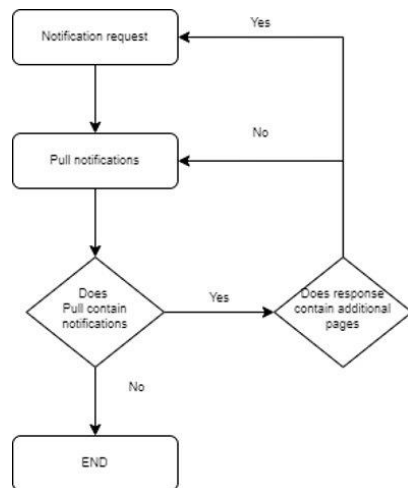 Notification request
Yes
No
Pull notifications
Does
Pull contain
notifications
Yes
Does response
contain additional
pages
No
END